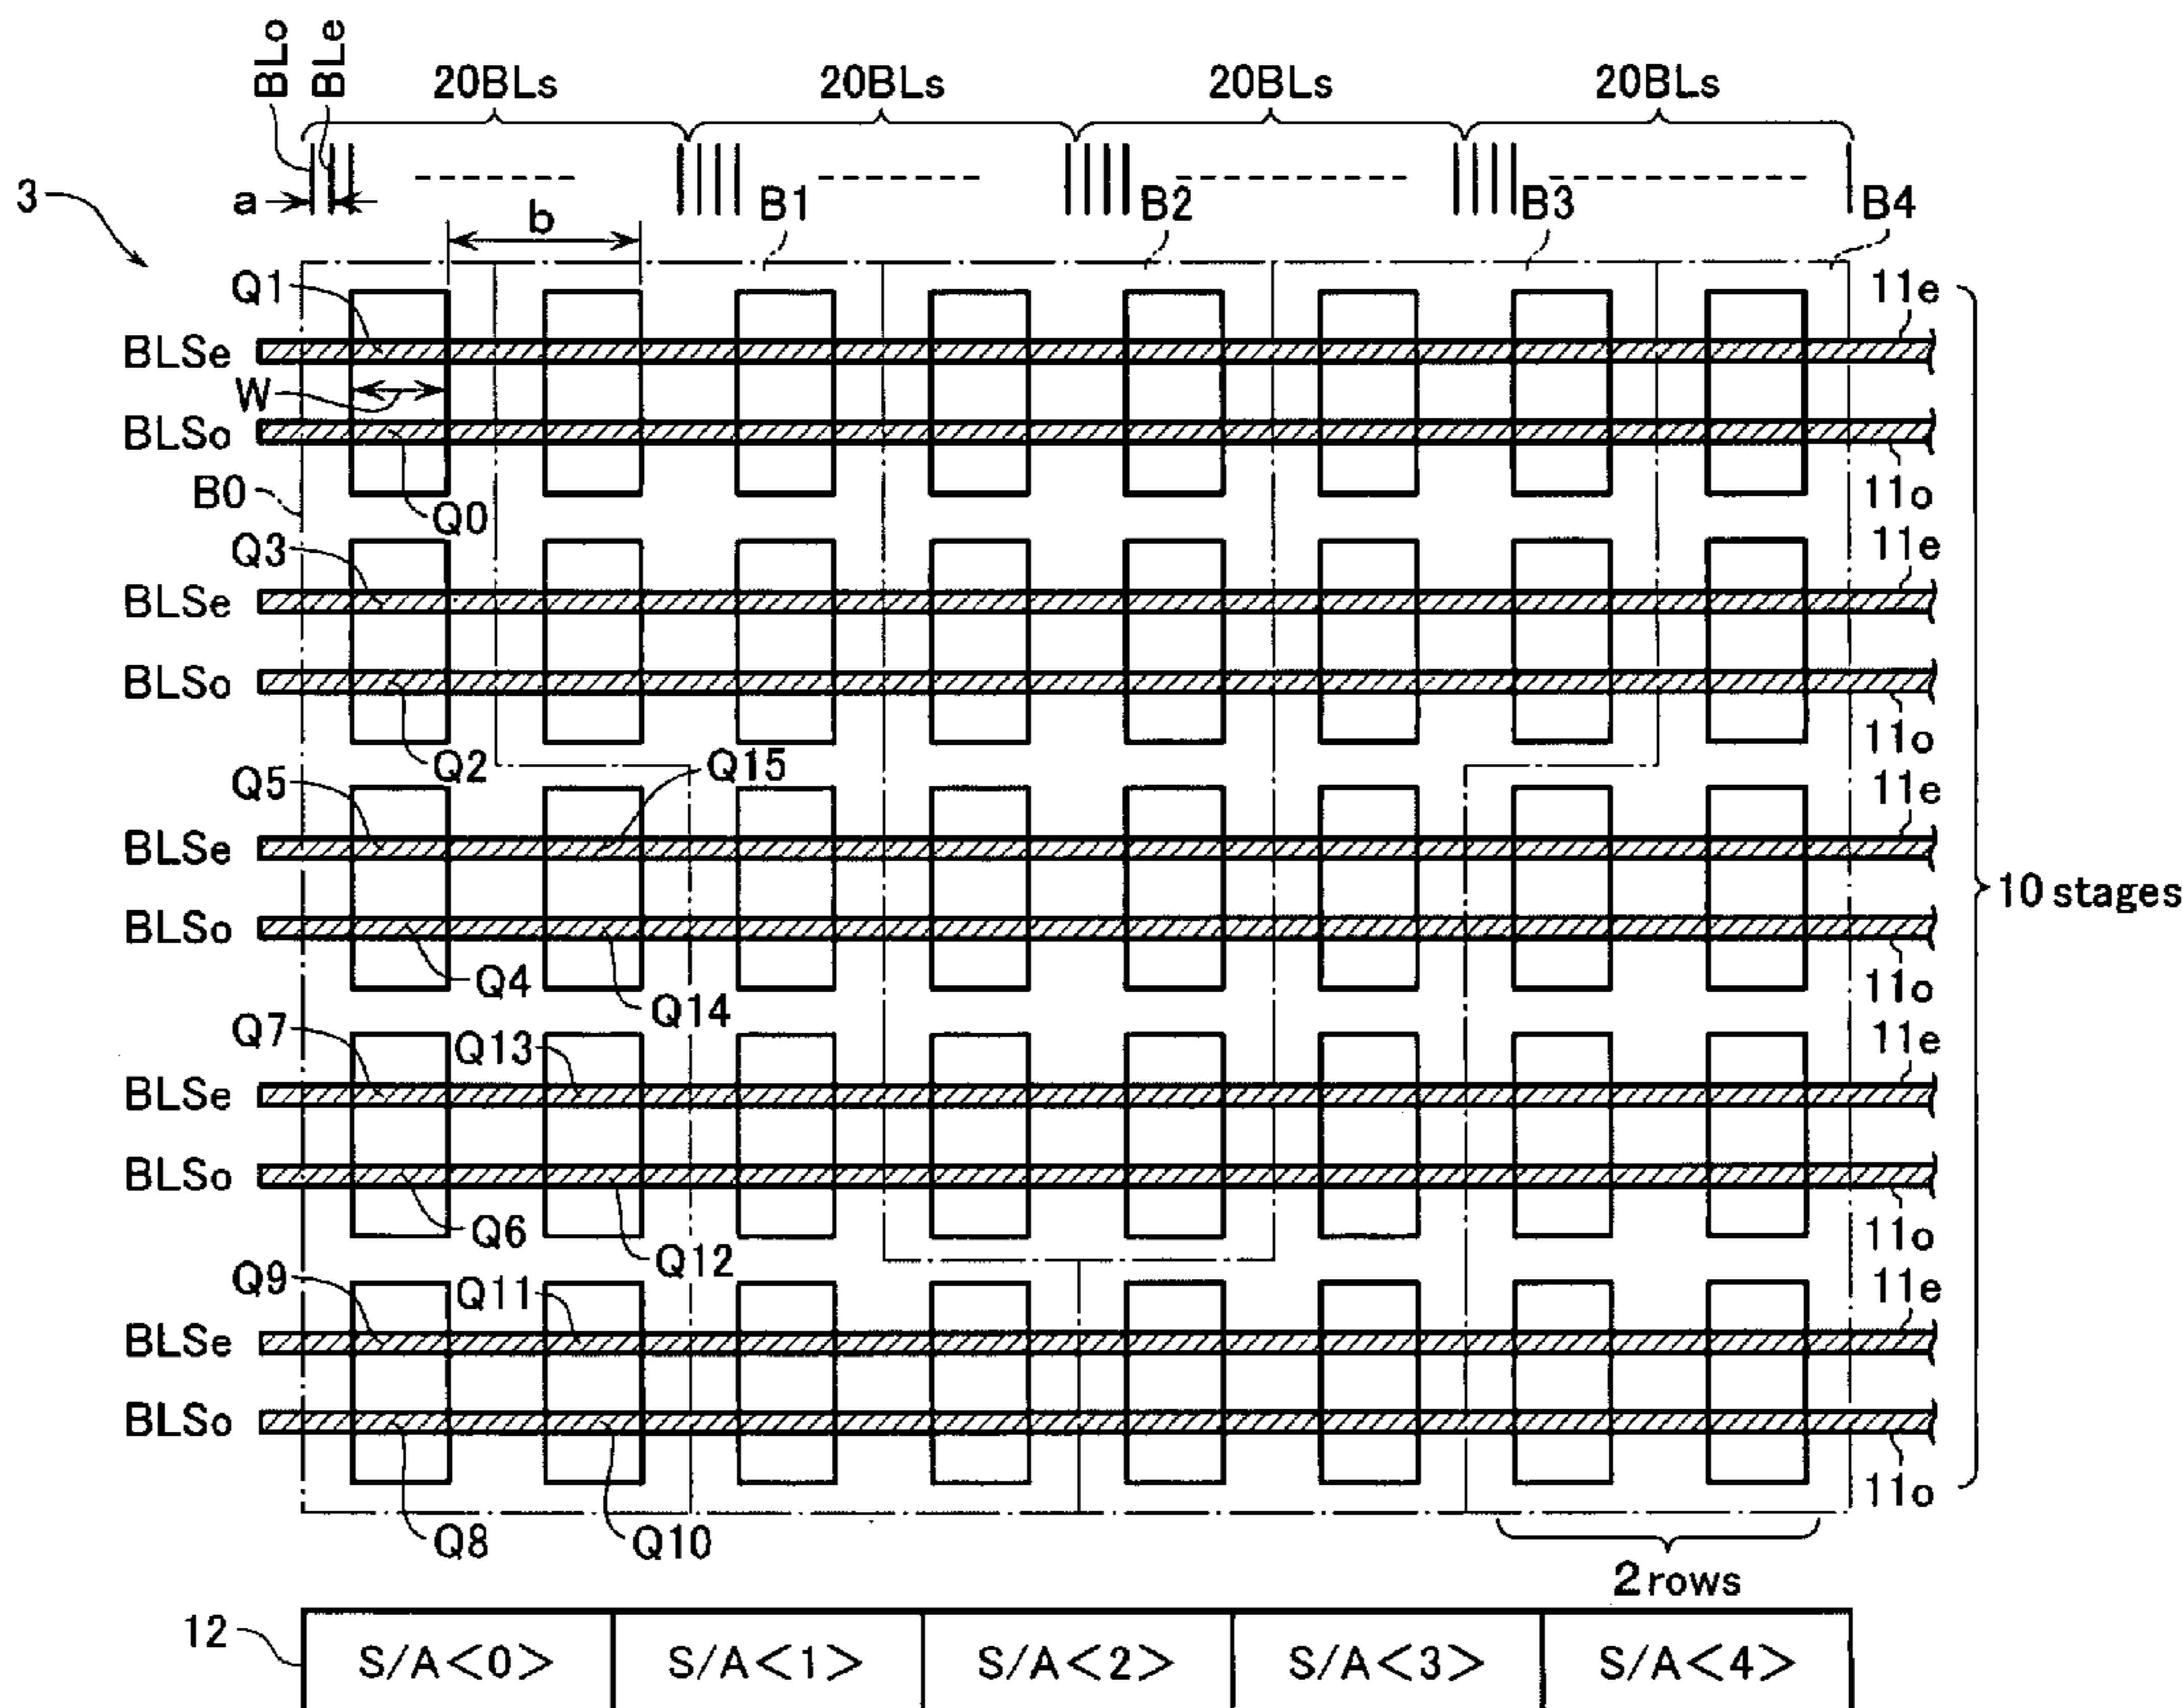 BLo
BLe
20BLs 20BLs 20BLs 20BLs
3
a
b
B1 B2 B3 B4
Q1
11e
BLSe
W
BLSo
B0
Q0
11o
Q3
11e
BLSe
BLSo
Q2
11o
Q5
Q15
11e
BLSe
10 stages
BLSo
Q4
Q14
11o
Q7
Q13
11e
BLSe
BLSo
Q6
Q12
11o
Q9
Q11
11e
BLSe
BLSo
11o
Q8
Q10
2 rows
12
S/A<0> S/A<1> S/A<2> S/A<3> S/A<4>